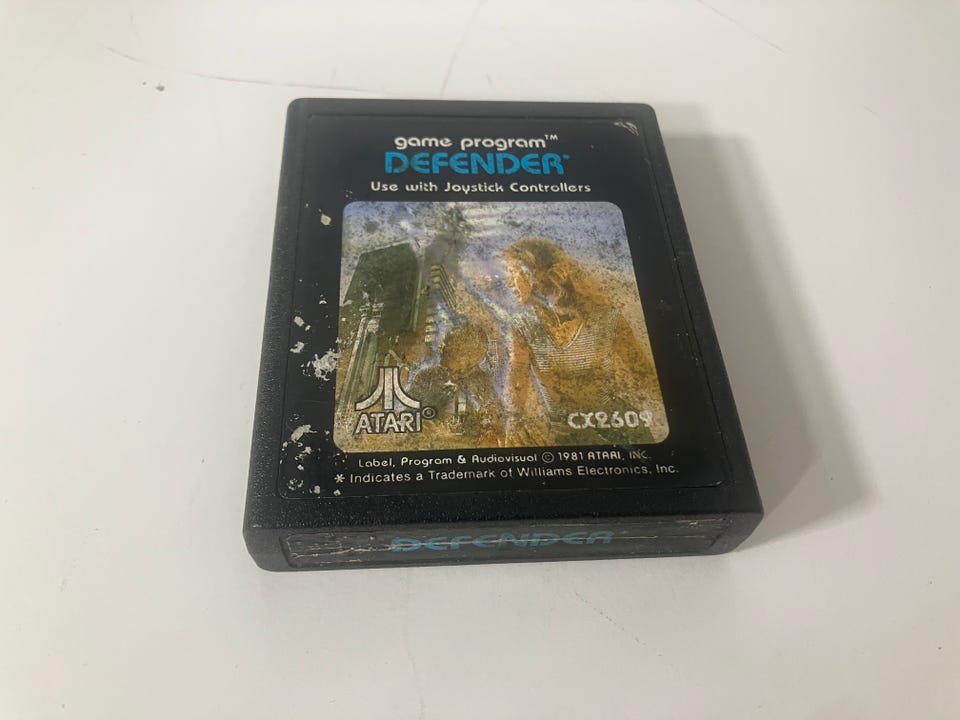 game program™
DEFENDER*
Use with Joystick Controllers
ATARI®
CX2609
Label, Program & Audiovisual © 1981 ATARI, INC.
* Indicates a Trademark of Williams Electronics, Inc.
DEFENDER*